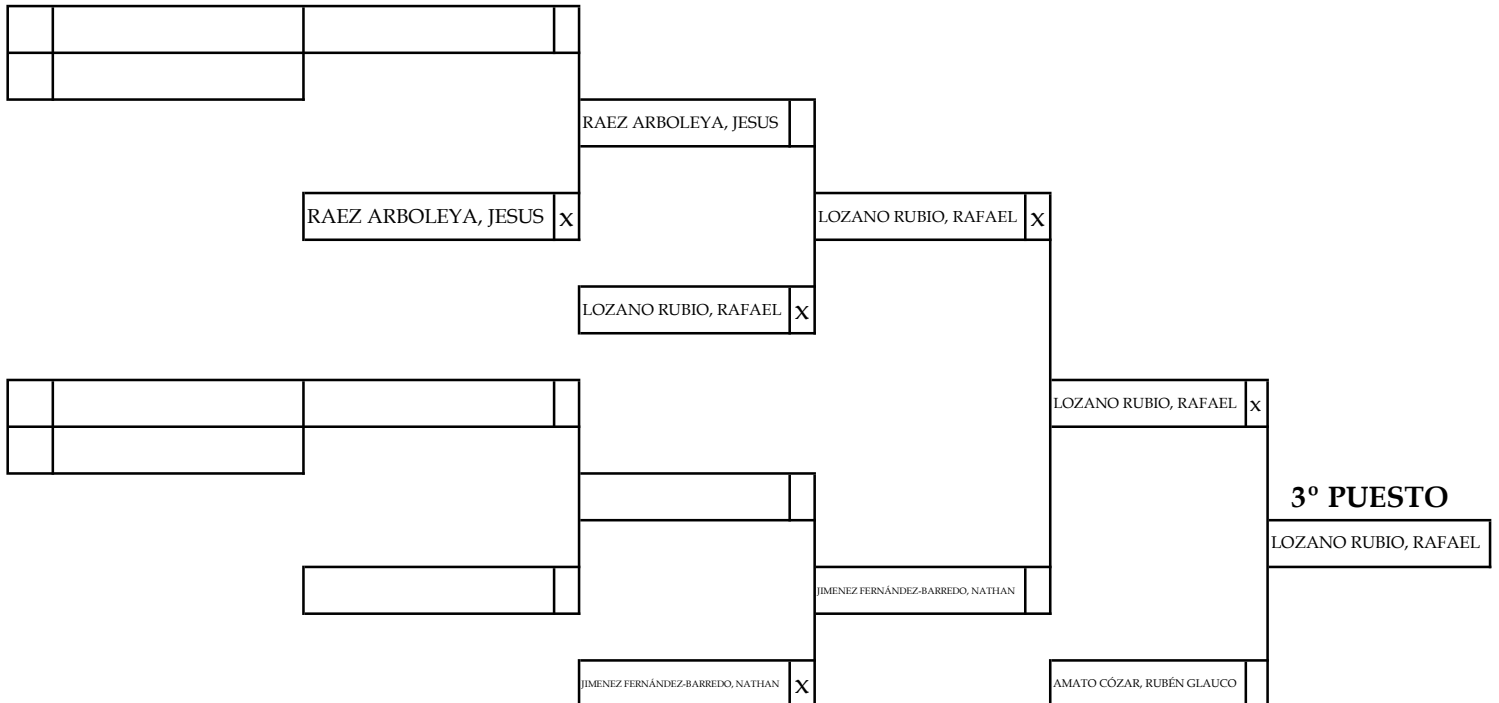 RAEZ ARBOLEYA, JESUS
RAEZ ARBOLEYA, JESUS x
LOZANO RUBIO, RAFAEL x
LOZANO RUBIO, RAFAEL x
LOZANO RUBIO, RAFAEL x
3º PUESTO
LOZANO RUBIO, RAFAEL
JIMENEZ FERNÁNDEZ-BARREDO, NATHAN
JIMENEZ FERNÁNDEZ-BARREDO, NATHAN x
AMATO CÓZAR, RUBÉN GLAUCO